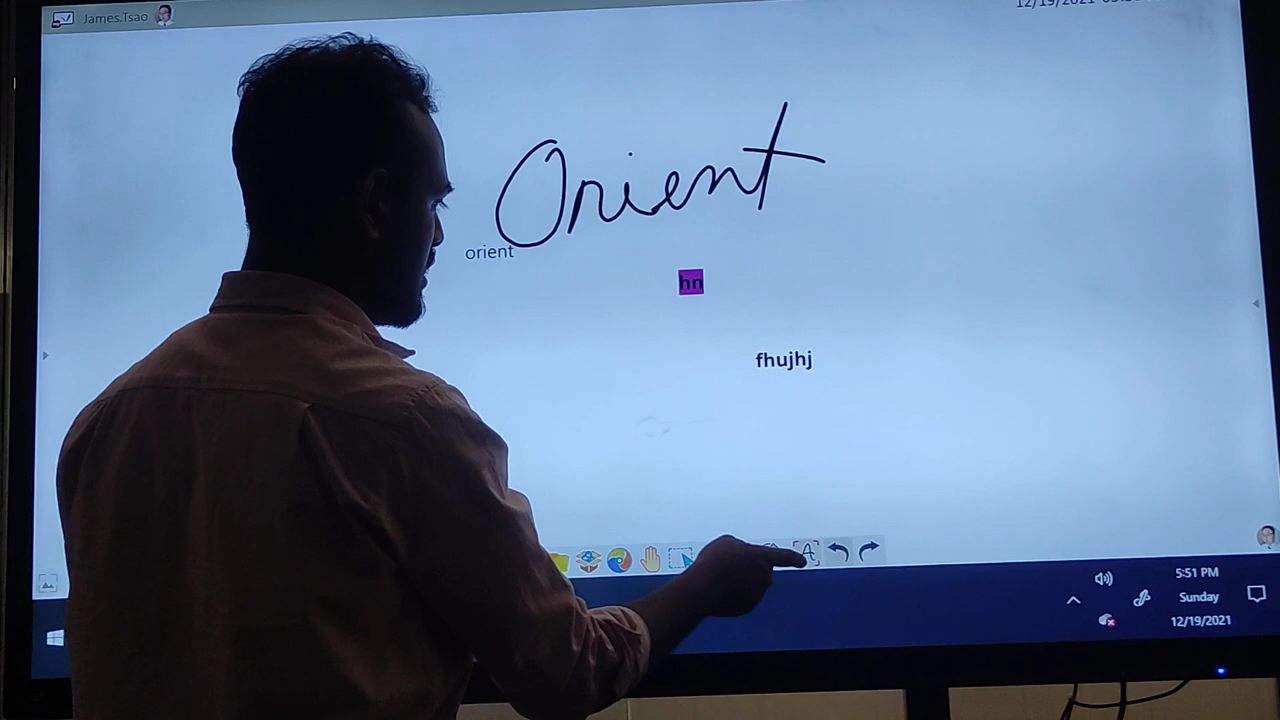 James.Tsao
Orient
orient
hn
fhujhj
A
5:51 PM
Sunday
12/19/2021